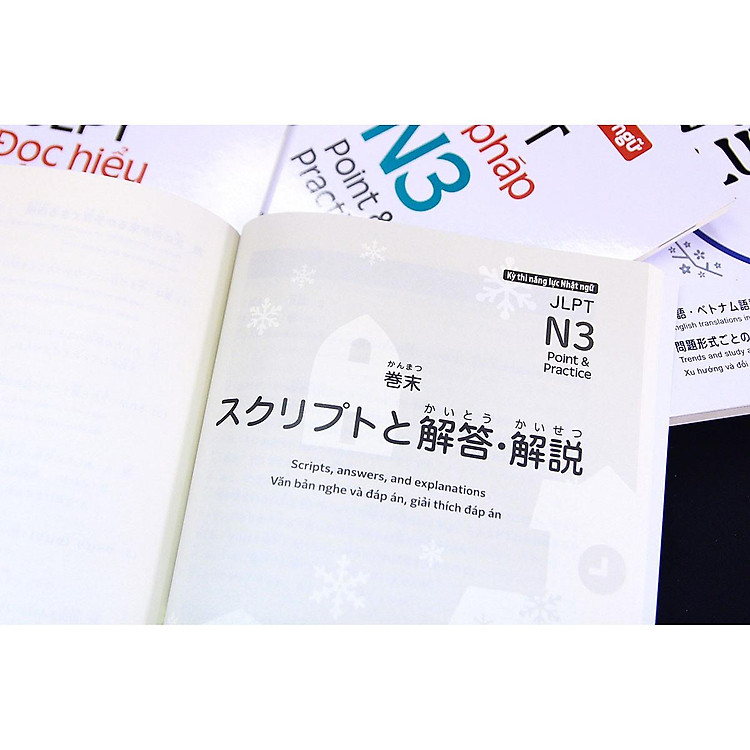 Đọc hiểu
N3
Point &
pháp
T
ngữ
語・ベトナム語
English translations in
問題形式ごとの
Trends and study a
Xu hướng và đối
Kỳ thi năng lực Nhật ngữ
JLPT
N3
Point &
Practice
かんまつ
巻末
かいとう かいせつ
スクリプトと解答・解説
Scripts, answers, and explanations
Văn bản nghe và đáp án, giải thích đáp án